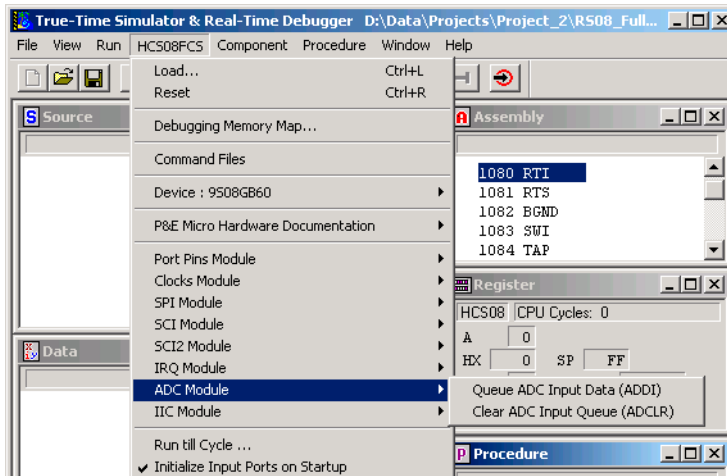 True-Time Simulator & Real-Time Debugger D:\Data\Projects\Project_2\RS08_Full...
File View Run HCS08FCS Component Procedure Window Help
Load... Ctrl+L
Reset Ctrl+R
Debugging Memory Map...
Command Files
Device : 9S08GB60
P&E Micro Hardware Documentation
Port Pins Module
Clocks Module
SPI Module
SCI Module
SCI2 Module
IRQ Module
ADC Module
IIC Module
Run till Cycle ...
Initialize Input Ports on Startup
Queue ADC Input Data (ADDI)
Clear ADC Input Queue (ADCLR)
S Source
Data
A Assembly
1080 RTI
1081 RTS
1082 BGND
1083 SWI
1084 TAP
Register
HCS08 CPU Cycles: 0
A 0
HX 0 SP FF
P Procedure